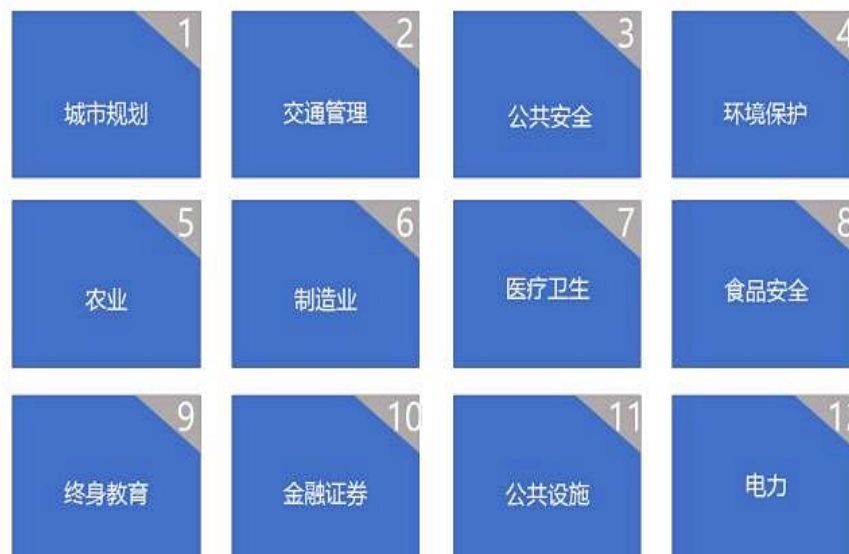 1
城市规划
2
交通管理
3
公共安全
4
环境保护
5
农业
6
制造业
7
医疗卫生
8
食品安全
9
终身教育
10
金融证券
11
公共设施
12
电力